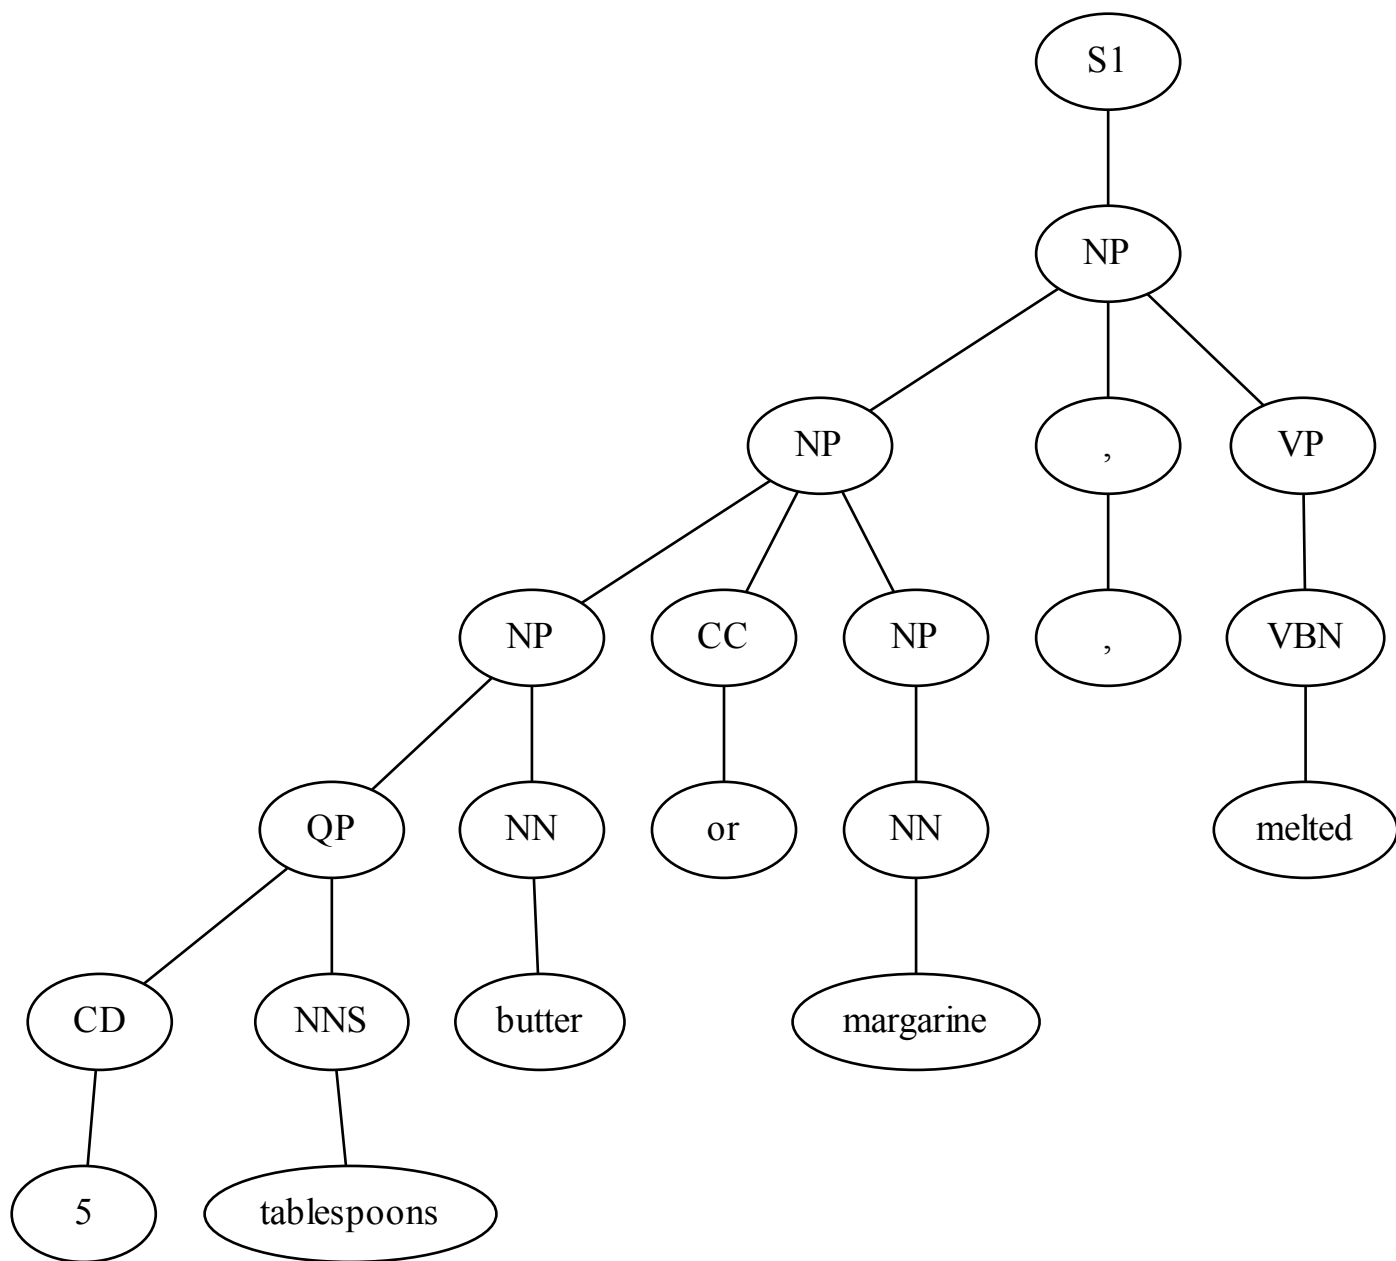 S1
NP
NP , VP
NP CC NP , VBN
QP NN or NN melted
CD NNS butter margarine
5 tablespoons